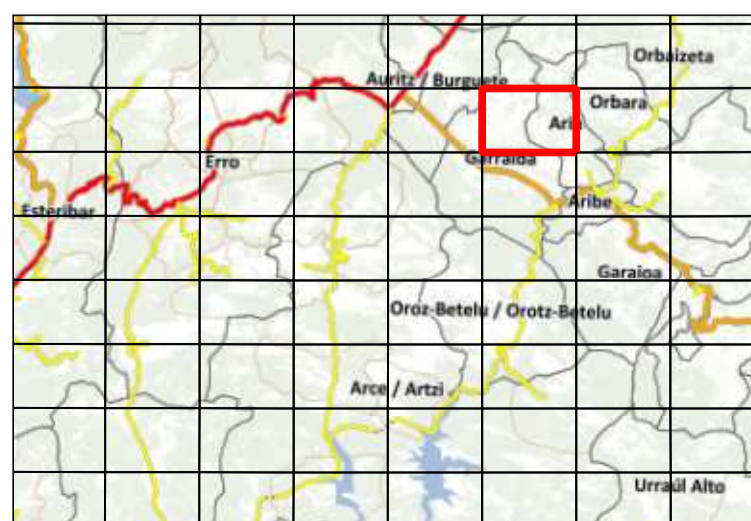 Orbaizeta
Auritz / Burguete
Orbara
Aria
Erro
Garralda
Esteribar
Aribe
Garaioa
Oroz-Betelu / Orotz-Betelu
Arce / Artzi
Urraúl Alto